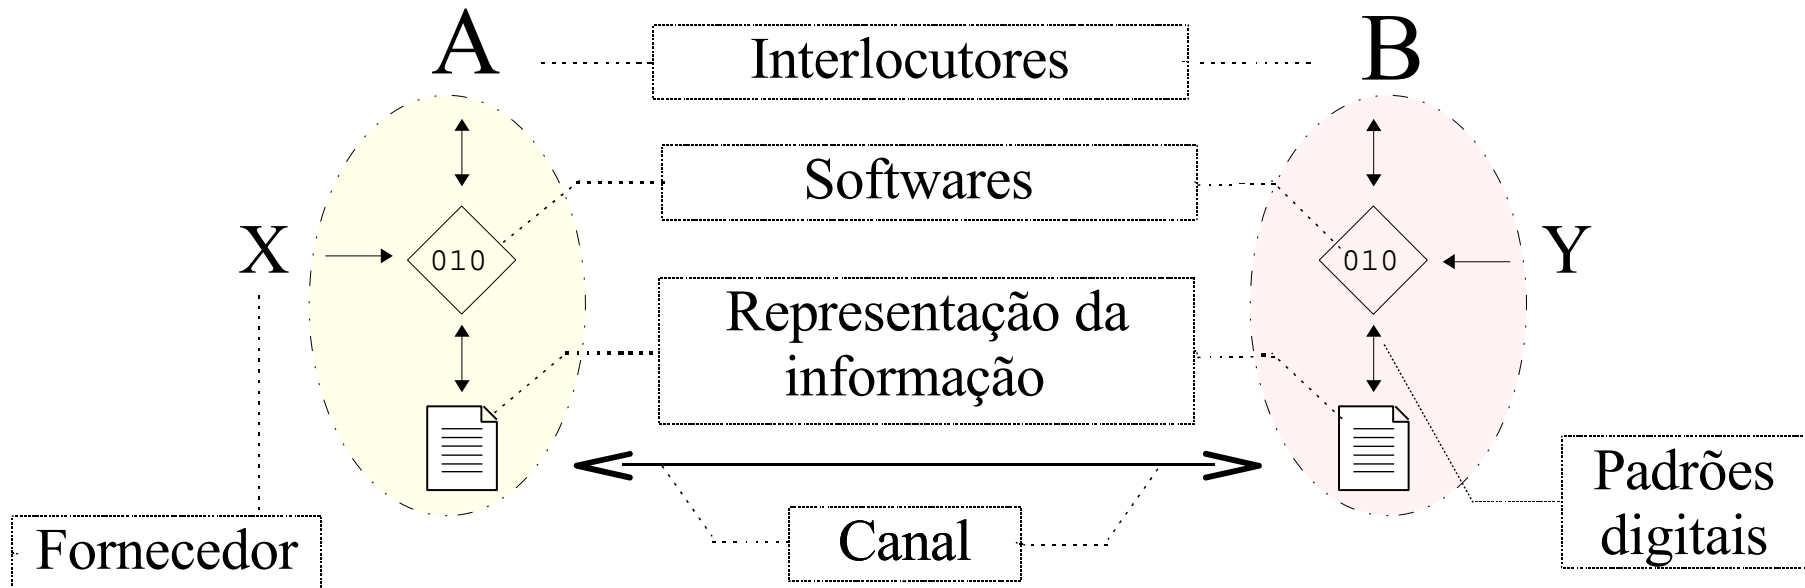 A
Interlocutores
B
Softwares
X
010
010
Y
Representação da
informação
Padrões
digitais
Fornecedor
Canal